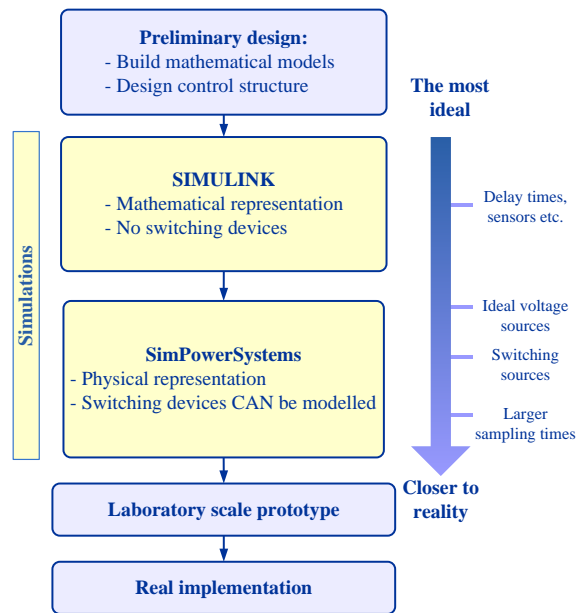 Preliminary design:
- Build mathematical models
- Design control structure
The most
ideal
Simulations
SIMULINK
- Mathematical representation
- No switching devices
Delay times,
sensors etc.
Ideal voltage
sources
SimPowerSystems
- Physical representation
- Switching devices CAN be modelled
Switching
sources
Larger
sampling times
Closer to
reality
Laboratory scale prototype
Real implementation